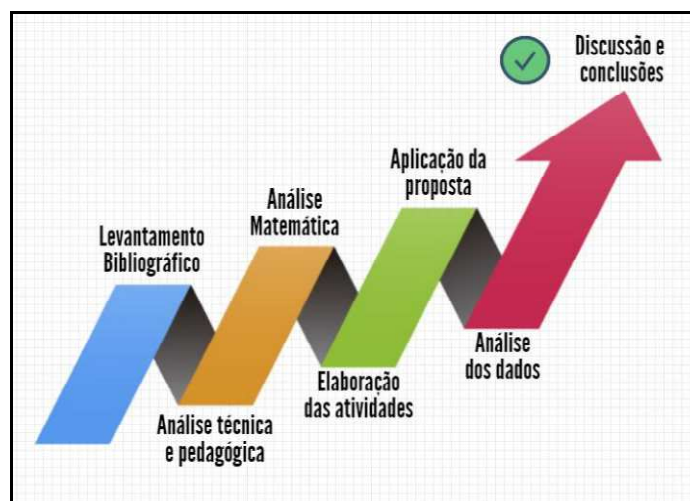 Levantamento
Bibliográfico
Análise técnica
e pedagógica
Análise
Matemática
Elaboração
das atividades
Aplicação da
proposta
Análise
dos dados
Discussão e
conclusões